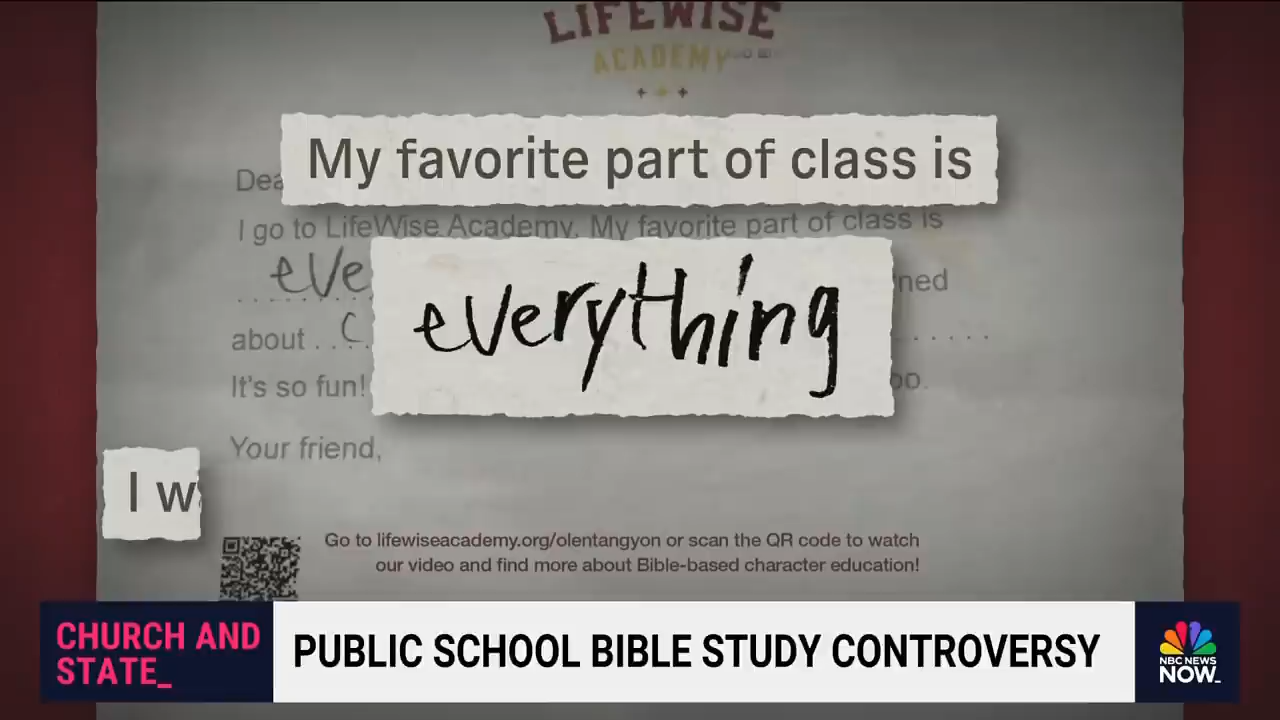 LIFEWISE
ACADEMY
My favorite part of class is
Dea
I go to LifeWise Academy. My favorite part of class is
eve
everything
ned
about . . c
It's so fun!
oo.
Your friend,
I w
Go to lifewiseacademy.org/olentangyon or scan the QR code to watch
our video and find more about Bible-based character education!
CHURCH AND
STATE_
PUBLIC SCHOOL BIBLE STUDY CONTROVERSY
NBC NEWS
NOW_